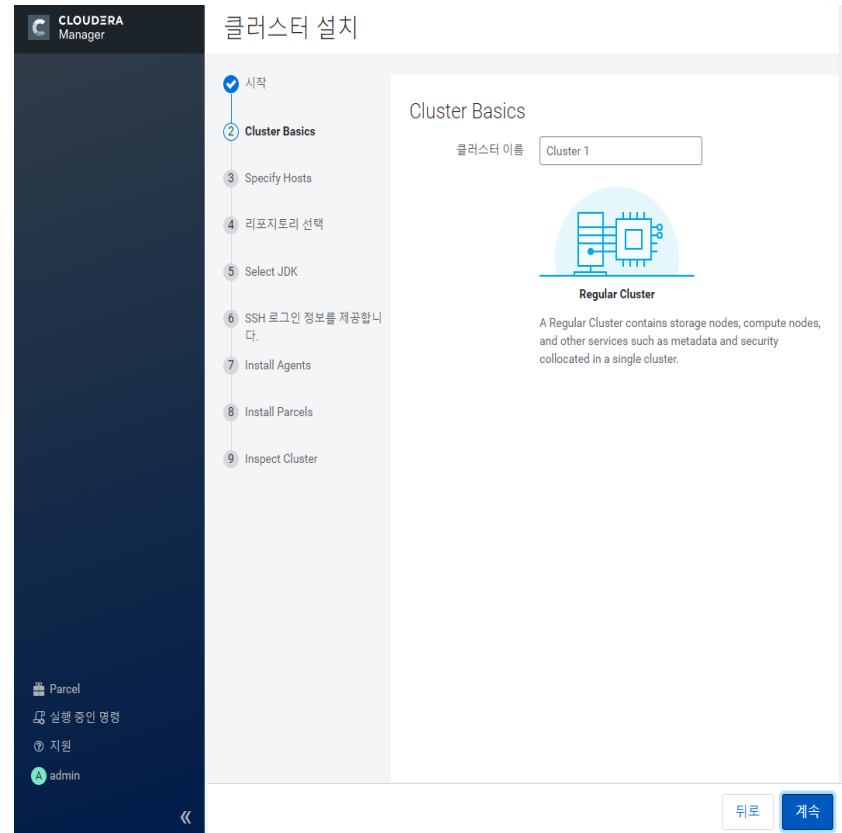 CLOUDERA
Manager
클러스터 설치
시작
2 Cluster Basics
3 Specify Hosts
4 리포지토리 선택
5 Select JDK
6 SSH 로그인 정보를 제공합니
다.
7 Install Agents
8 Install Parcels
9 Inspect Cluster
Cluster Basics
클러스터 이름 Cluster 1
Regular Cluster
A Regular Cluster contains storage nodes, compute nodes,
and other services such as metadata and security
collocated in a single cluster.
Parcel
실행 중인 명령
지원
A admin
뒤로 계속